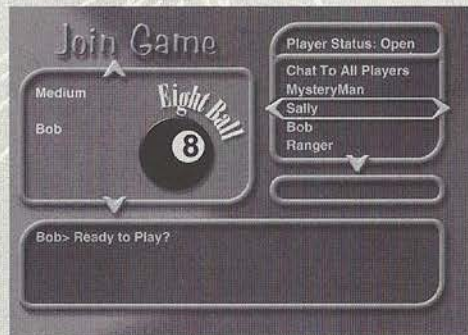 Join Game
Medium
Bob
Eight Ball
8
Player Status: Open
Chat To All Players
MysteryMan
Sally
Bob
Ranger
Bob> Ready to Play?